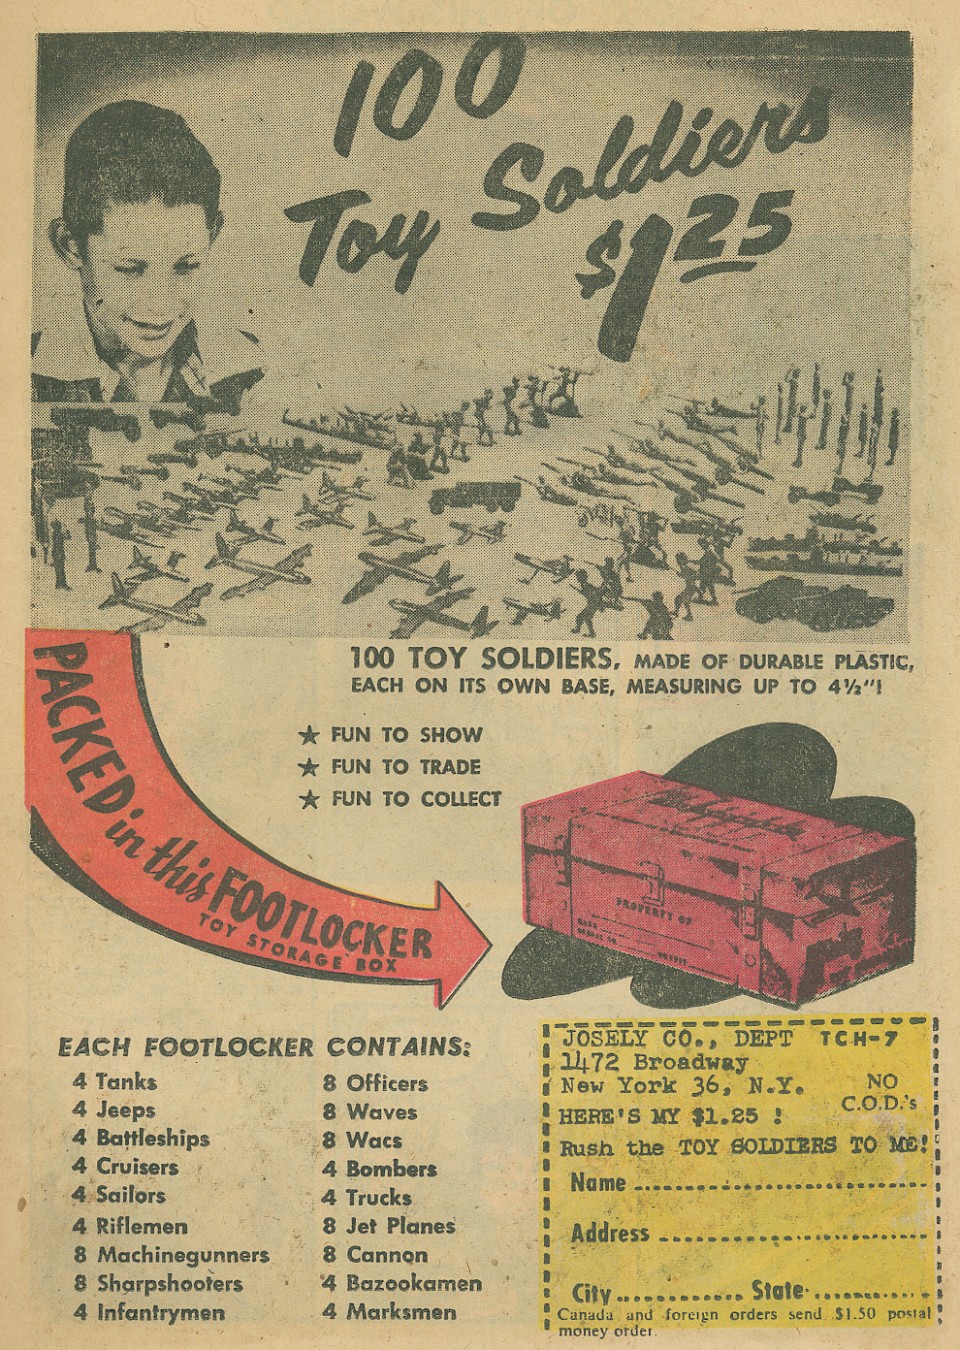 100
Toy Soldiers
$1 25
100 TOY SOLDIERS, MADE OF DURABLE PLASTIC,
EACH ON ITS OWN BASE, MEASURING UP TO 4½"!
★ FUN TO SHOW
★ FUN TO TRADE
★ FUN TO COLLECT
PACKED in this FOOTLOCKER
TOY STORAGE BOX
PROPERTY OF
EACH FOOTLOCKER CONTAINS:
4 Tanks
4 Jeeps
4 Battleships
4 Cruisers
4 Sailors
4 Riflemen
8 Machinegunners
8 Sharpshooters
4 Infantrymen
8 Officers
8 Waves
8 Wacs
4 Bombers
4 Trucks
8 Jet Planes
8 Cannon
4 Bazookamen
4 Marksmen
JOSELY CO., DEPT TCH-7
1472 Broadway
New York 36, N.Y.
NO
C.O.D.'s
HERE'S MY $1.25 !
Rush the TOY SOLDIERS TO ME!
Name
Address
City ............ State ............
Canada and foreign orders send $1.50 postal
money order.